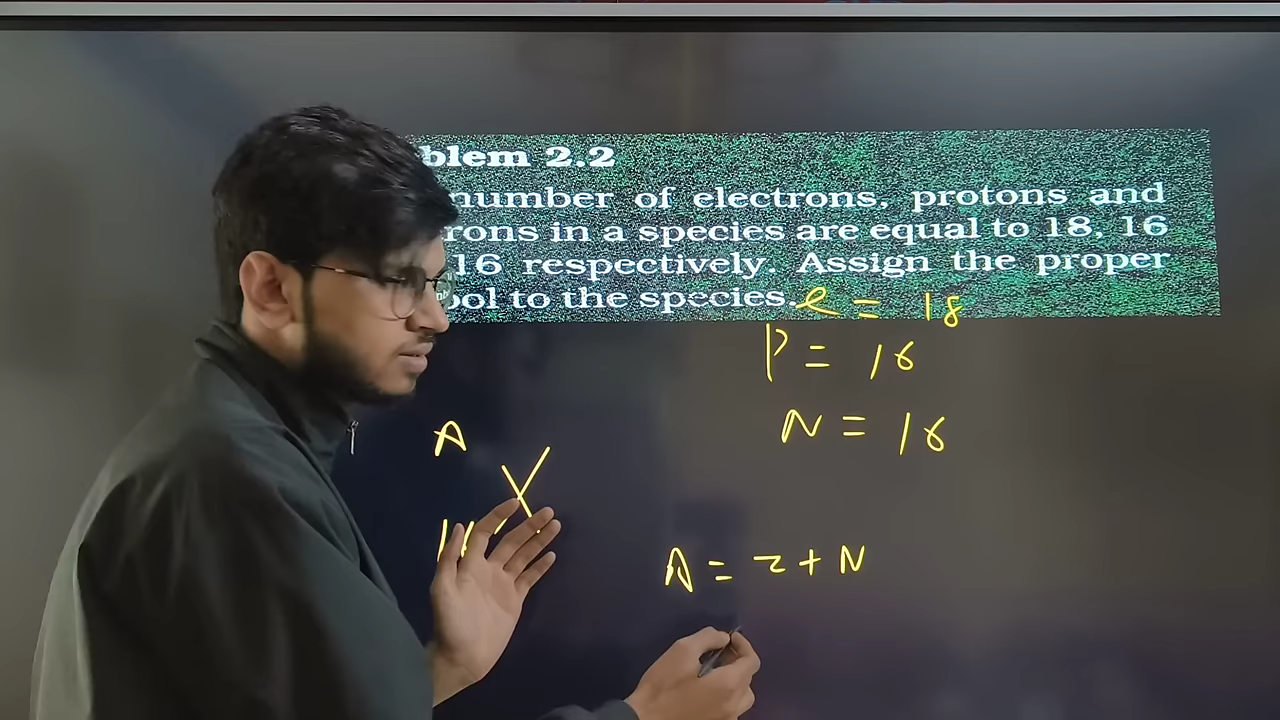 blem 2.2
number of electrons, protons and
rons in a species are equal to 18, 16
16 respectively. Assign the proper
ool to the species.
e = 18
P = 16
N = 16
A
X
A = Z + N